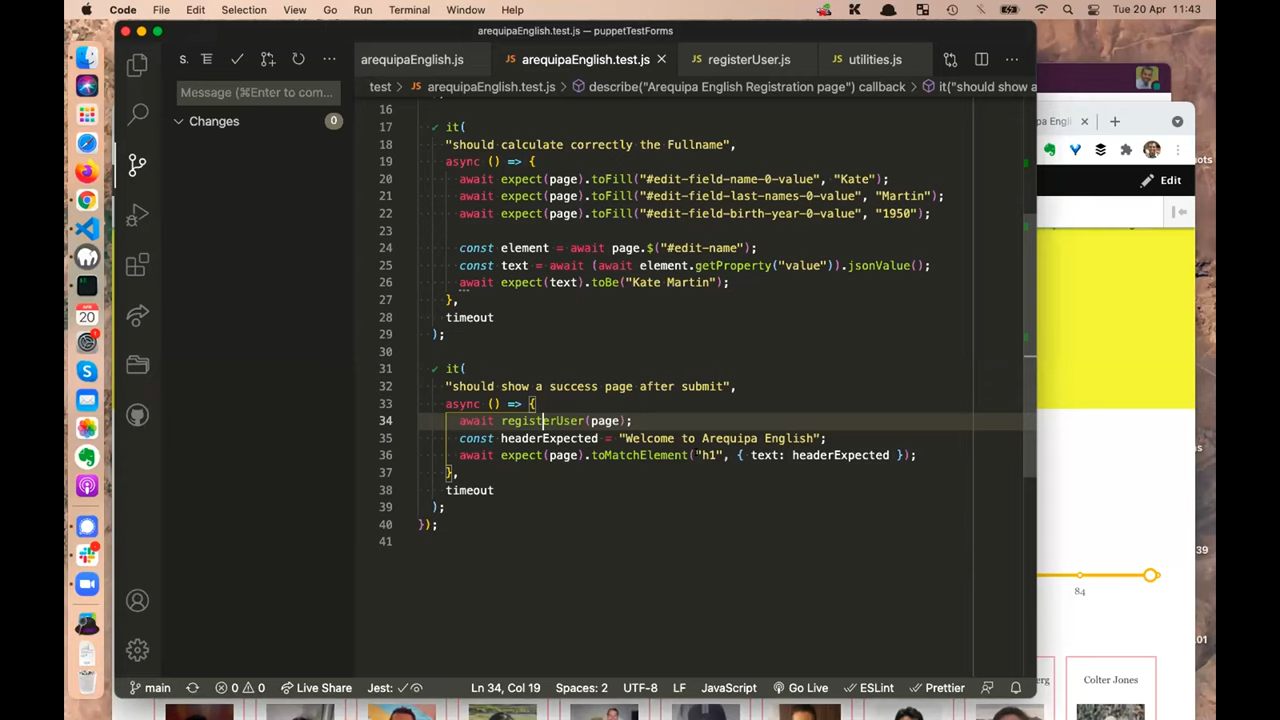 Code File Edit Selection View Go Run Terminal Window Help Tue 20 Apr 11:43
arequipaEnglish.test.js — puppetTestForms
S.
arequipaEnglish.js arequipaEnglish.test.js registerUser.js utilities.js
Message (⌘Enter to com...
test > arequipaEnglish.test.js > describe("Arequipa English Registration page") callback > it("should show a
Changes 0
16
17 it(
18 "should calculate correctly the Fullname",
19 async () => {
20 await expect(page).toFill("#edit-field-name-0-value", "Kate");
21 await expect(page).toFill("#edit-field-last-names-0-value", "Martin");
22 await expect(page).toFill("#edit-field-birth-year-0-value", "1950");
23
24 const element = await page.$("#edit-name");
25 const text = await (await element.getProperty("value")).jsonValue();
26 await expect(text).toBe("Kate Martin");
27 },
28 timeout
29 );
30
31 it(
32 "should show a success page after submit",
33 async () => {
34 await registerUser(page);
35 const headerExpected = "Welcome to Arequipa English";
36 await expect(page).toMatchElement("h1", { text: headerExpected });
37 },
38 timeout
39 );
40 });
41
main 0 0 Live Share Jest: Ln 34, Col 19 Spaces: 2 UTF-8 LF JavaScript Go Live ESLint Prettier
APR
20
Edit
84
Colter Jones